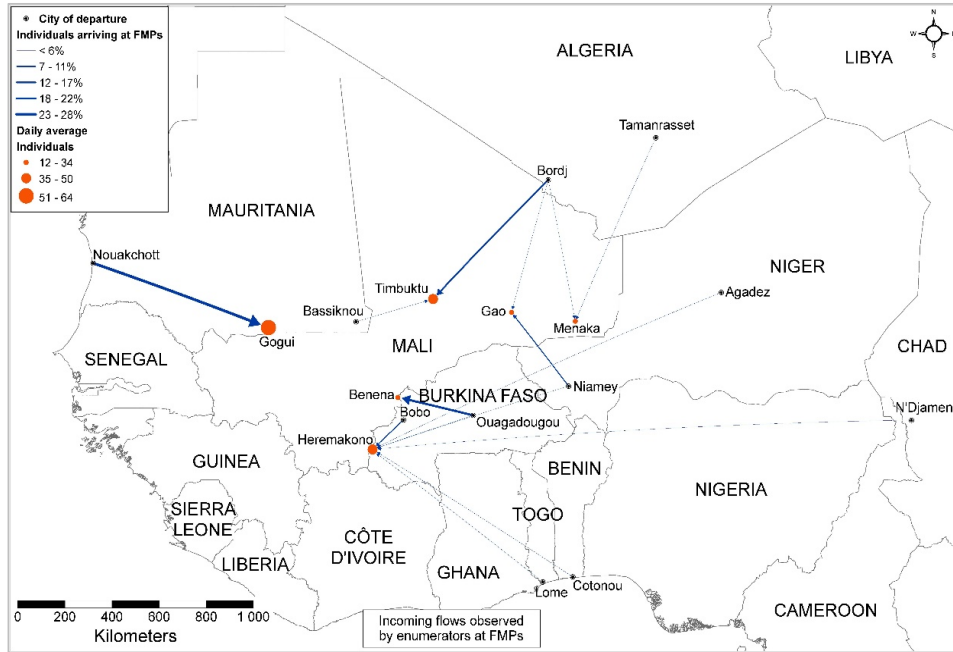 City of departure
Individuals arriving at FMPs
< 6%
7 - 11%
12 - 17%
18 - 22%
23 - 28%
Daily average
Individuals
12 - 34
35 - 50
51 - 64
N
W
S
ALGERIA
LIBYA
Tamanrasset
Bordj
MAURITANIA
Nouakchott
NIGER
Timbuktu
Agadez
Bassiknou
Gao
Menaka
Gogui
MALI
SENEGAL
CHAD
Niamey
BURKINA FASO
Benena
Bobo
Ouagadougou
N'Djamen
Heremakono
GUINEA
BENIN
NIGERIA
SIERRA
LEONE
TOGO
CÔTE
D'IVOIRE
LIBERIA
GHANA
Lome
Cotonou
CAMEROON
0 200 400 600 800 1 000
Kilometers
Incoming flows observed
by enumerators at FMPs